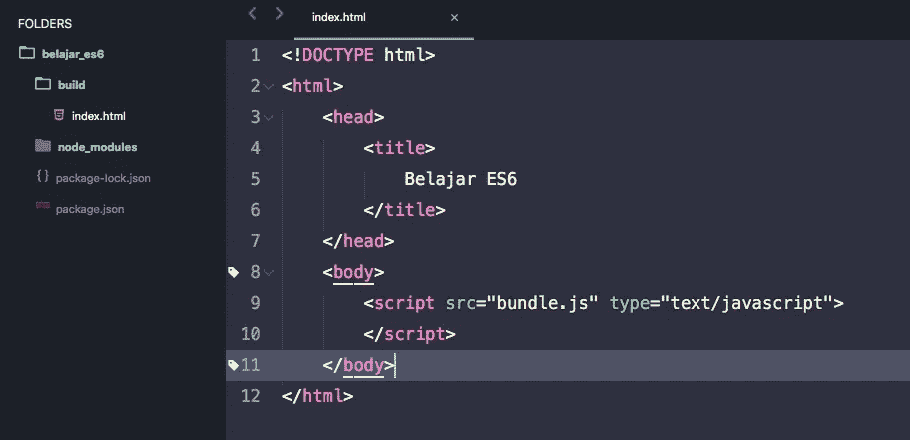 FOLDERS
belajar_es6
build
index.html
node_modules
package-lock.json
package.json
index.html ×
1 <!DOCTYPE html>
2 <html>
3 <head>
4 <title>
5 Belajar ES6
6 </title>
7 </head>
8 <body>
9 <script src="bundle.js" type="text/javascript">
10 </script>
11 </body>
12 </html>